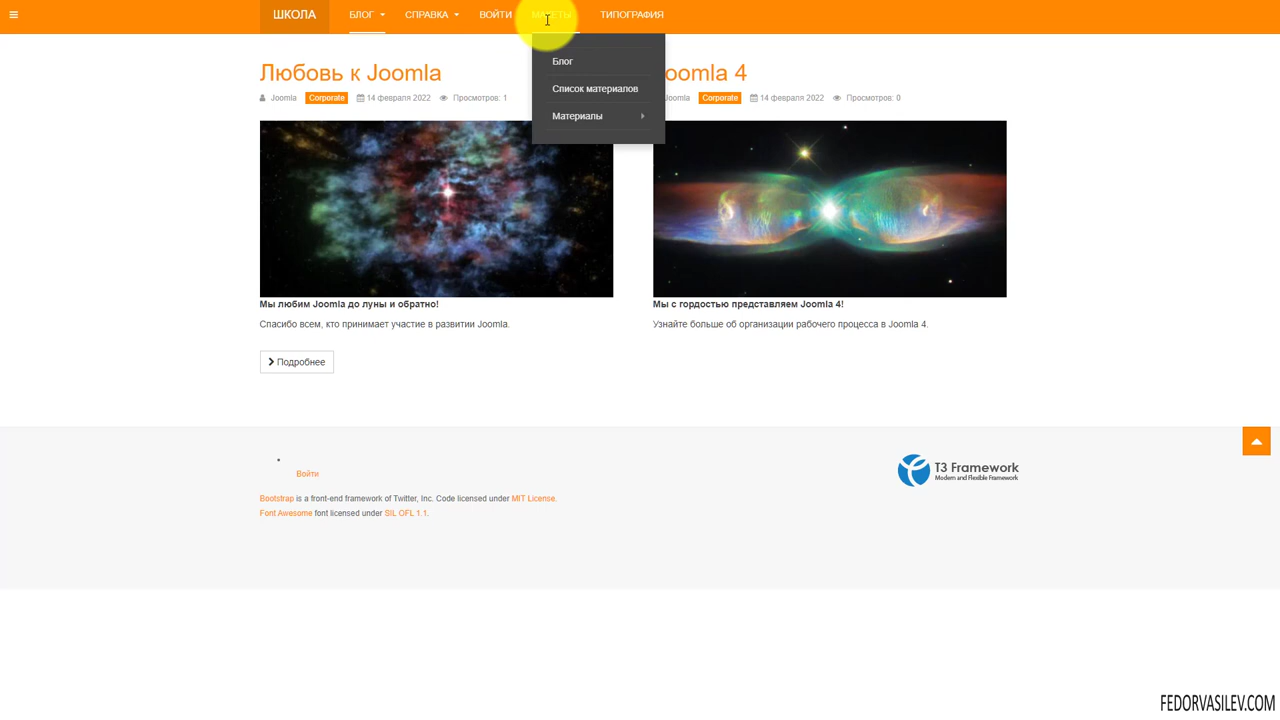 ШКОЛА БЛОГ СПРАВКА ВОЙТИ МАКЕТЫ ТИПОГРАФИЯ
Блог
Список материалов
Материалы
Любовь к Joomla
Joomla Corporate 14 февраля 2022 Просмотров: 1
Мы любим Joomla до луны и обратно!
Спасибо всем, кто принимает участие в развитии Joomla.
Подробнее
oomla 4
Joomla Corporate 14 февраля 2022 Просмотров: 0
Мы с гордостью представляем Joomla 4!
Узнайте больше об организации рабочего процесса в Joomla 4.
Войти
Bootstrap is a front-end framework of Twitter, Inc. Code licensed under MIT License.
Font Awesome font licensed under SIL OFL 1.1.
T3 Framework
Modern and Flexible Framework
FEDORVASILEV.COM